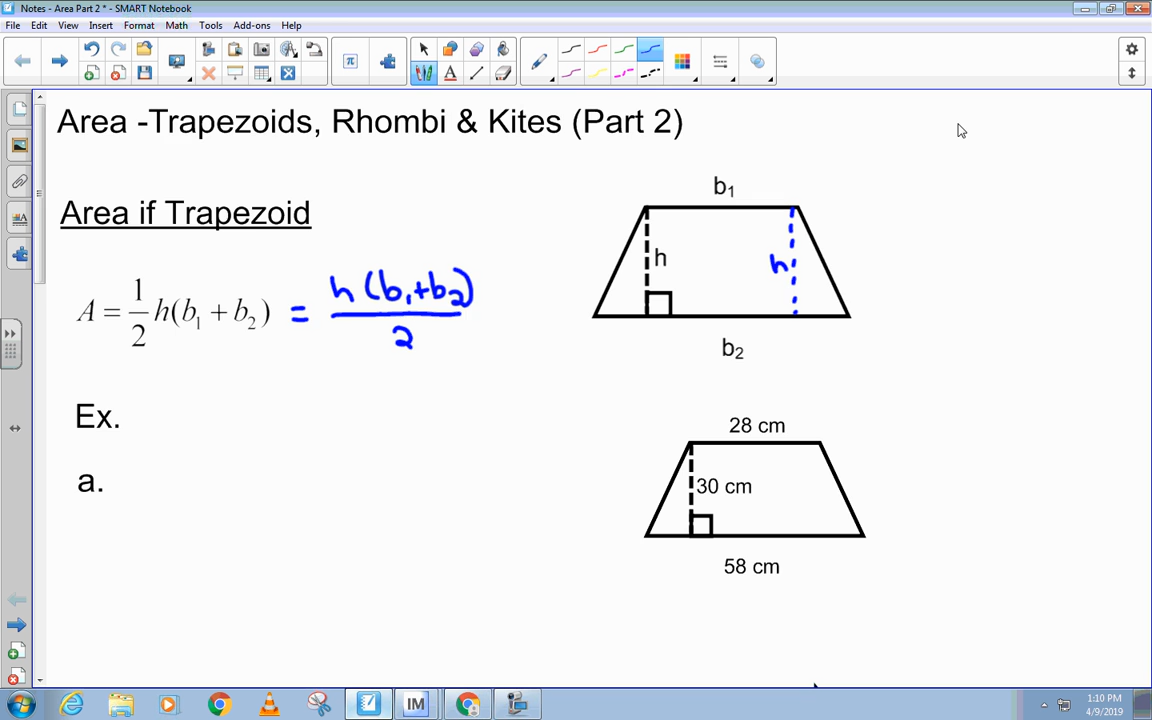 Notes - Area Part 2 * - SMART Notebook
File Edit View Insert Format Math Tools Add-ons Help
Area -Trapezoids, Rhombi & Kites (Part 2)
b₁
Area if Trapezoid
h
h
A = 1/2 h(b₁ + b₂) = h(b₁+b₂)/2
b₂
Ex.
28 cm
a.
30 cm
58 cm
IM
1:10 PM
4/9/2019